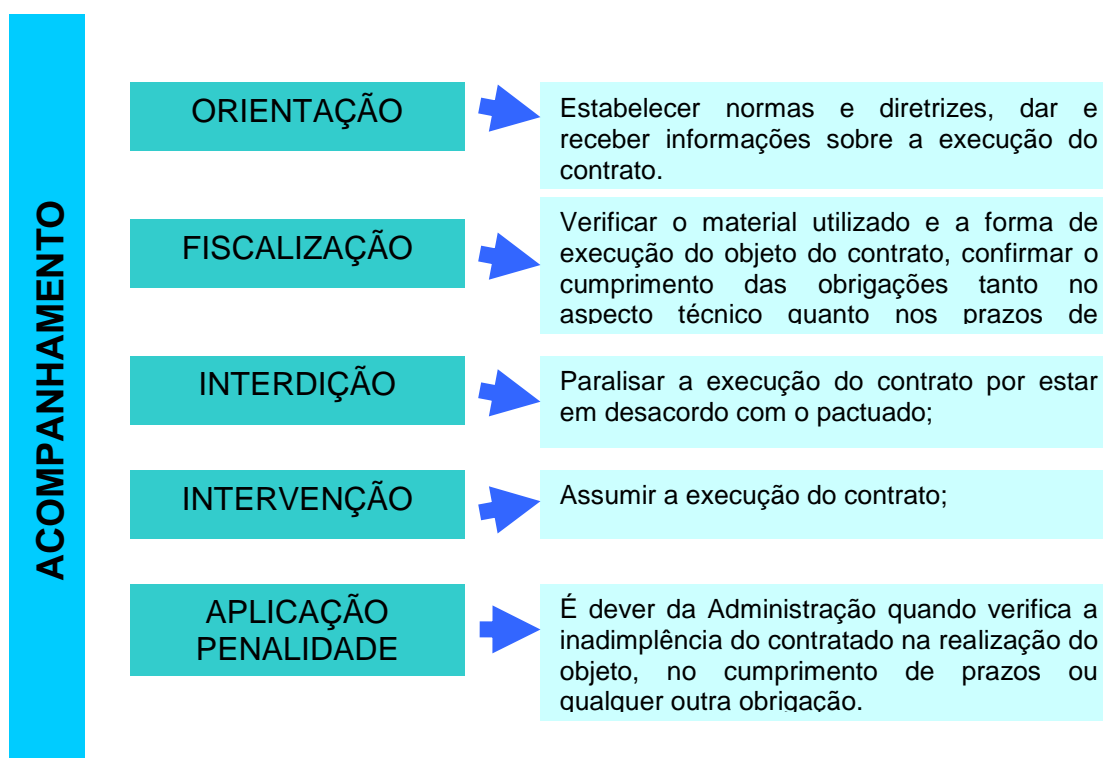 ACOMPANHAMENTO
ORIENTAÇÃO
Estabelecer normas e diretrizes, dar e
receber informações sobre a execução do
contrato.
FISCALIZAÇÃO
Verificar o material utilizado e a forma de
execução do objeto do contrato, confirmar o
cumprimento das obrigações tanto no
aspecto técnico quanto nos prazos de
INTERDIÇÃO
Paralisar a execução do contrato por estar
em desacordo com o pactuado;
INTERVENÇÃO
Assumir a execução do contrato;
APLICAÇÃO
PENALIDADE
É dever da Administração quando verifica a
inadimplência do contratado na realização do
objeto, no cumprimento de prazos ou
qualquer outra obrigação.